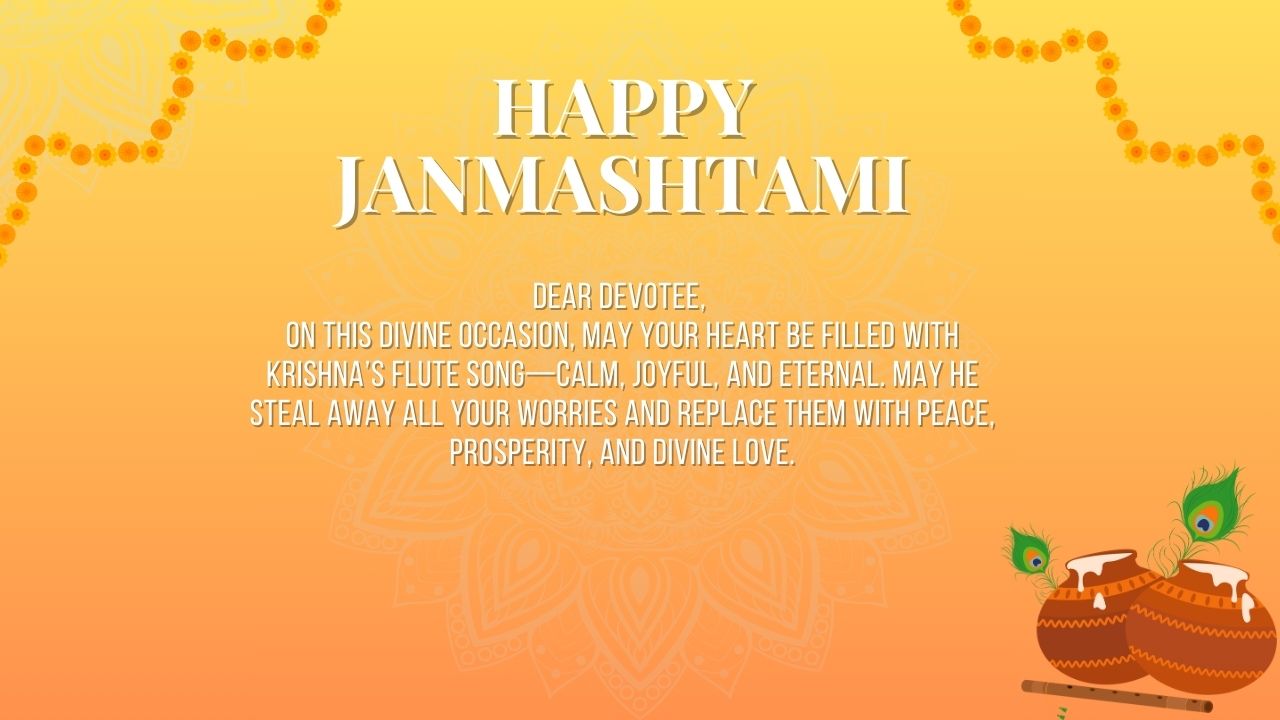 HAPPY
JANMASHTAMI
DEAR DEVOTEE,
ON THIS DIVINE OCCASION, MAY YOUR HEART BE FILLED WITH
KRISHNA'S FLUTE SONG—CALM, JOYFUL, AND ETERNAL. MAY HE
STEAL AWAY ALL YOUR WORRIES AND REPLACE THEM WITH PEACE,
PROSPERITY, AND DIVINE LOVE.